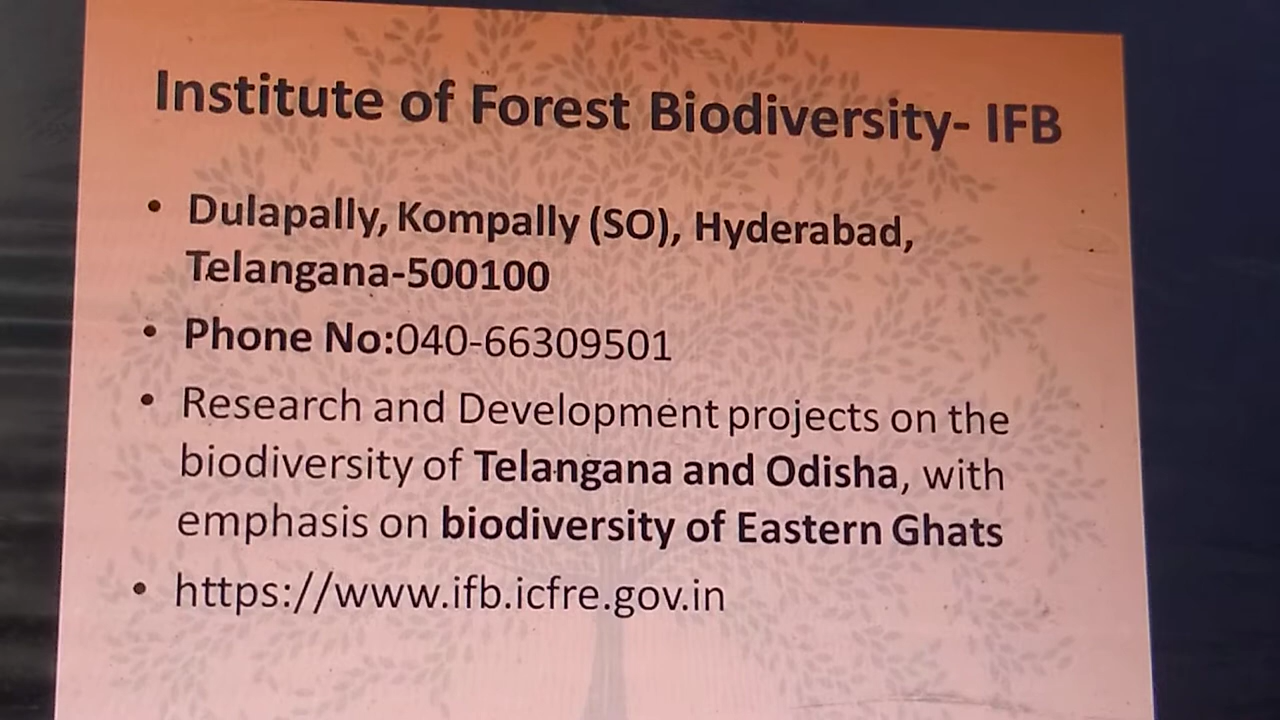 Institute of Forest Biodiversity- IFB
• Dulapally, Kompally (SO), Hyderabad,
Telangana-500100
• Phone No:040-66309501
• Research and Development projects on the
biodiversity of Telangana and Odisha, with
emphasis on biodiversity of Eastern Ghats
• https://www.ifb.icfre.gov.in